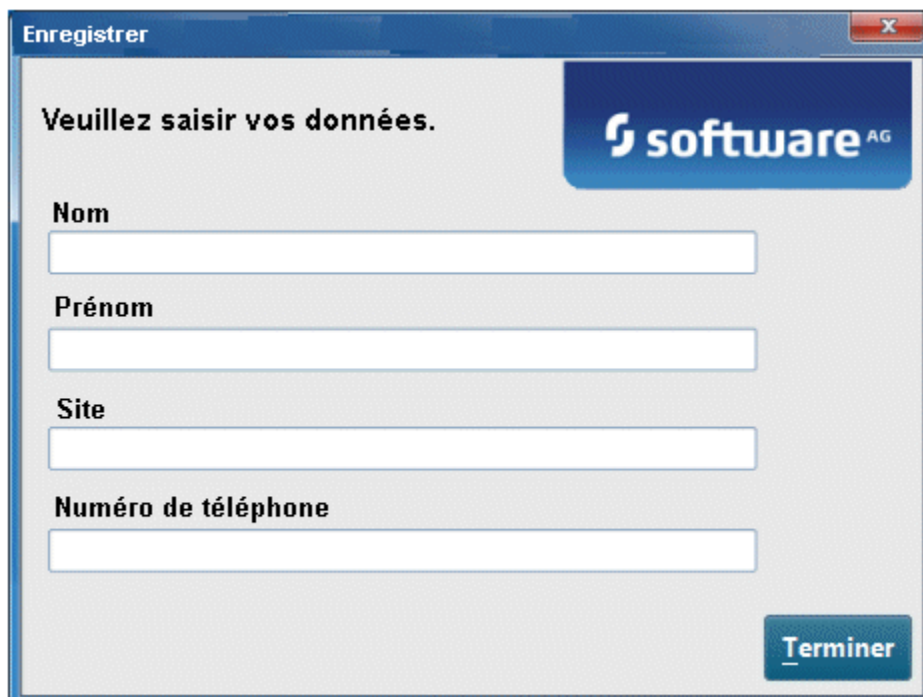 Enregistrer
Veuillez saisir vos données.
software AG
Nom
Prénom
Site
Numéro de téléphone
Terminer